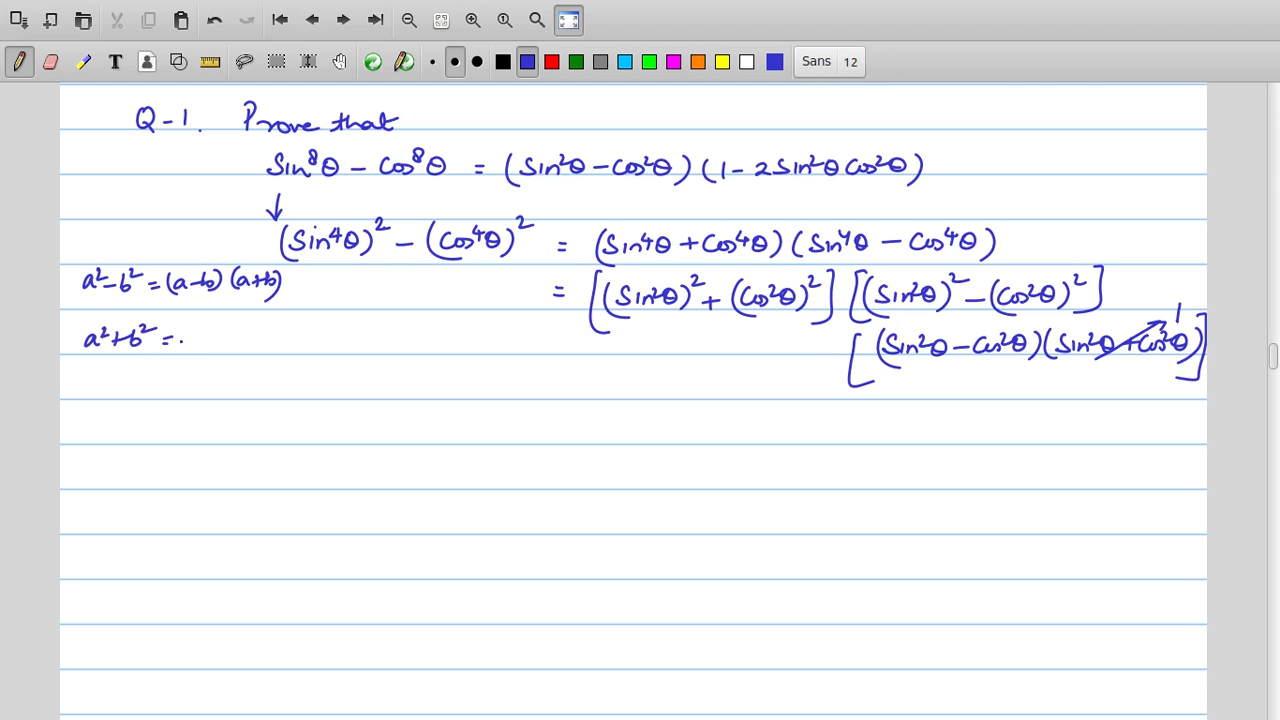 Sans 12
Q-1. Prove that
Sin⁸θ - Cos⁸θ = (Sin²θ - Cos²θ) (1 - 2Sin²θ Cos²θ)
↓
(Sin⁴θ)² - (Cos⁴θ)² = (Sin⁴θ + Cos⁴θ) (Sin⁴θ - Cos⁴θ)
a² - b² = (a-b) (a+b)
= [(Sin²θ)² + (Cos²θ)²] [(Sin²θ)² - (Cos²θ)²]
a² + b² =
[(Sin²θ - Cos²θ) (Sin²θ + Cos²θ)] 1